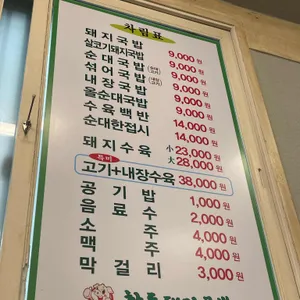 차림표
돼지국밥 9,000원
살코기돼지국밥 9,000원
순대국밥 9,000원
섞어국밥 9,000원
내장국밥 9,000원
올순대국밥 9,000원
수육백반 14,000원
순대한접시 14,000원
돼지수육 小 23,000원
大 28,000원
특미
고기+내장수육 38,000원
공기밥 1,000원
음료수 2,000원
소주 4,000원
맥주 4,000원
막걸리 3,000원